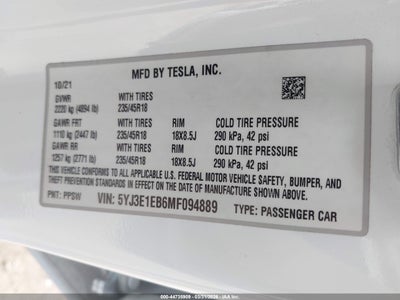 MFD BY TESLA, INC.
10/21
GVWR WITH TIRES
2220 kg (4894 lb) 235/45R18
GAWR FRT WITH TIRES RIM COLD TIRE PRESSURE
1110 kg (2447 lb) 235/45R18 18X8.5J 290 kPa, 42 psi
GAWR RR WITH TIRES RIM COLD TIRE PRESSURE
1257 kg (2771 lb) 235/45R18 18X8.5J 290 kPa, 42 psi
THIS VEHICLE CONFORMS TO ALL APPLICABLE U.S. FEDERAL MOTOR VEHICLE SAFETY, BUMPER, AND
THEFT PREVENTION STANDARDS IN EFFECT ON THE DATE OF MANUFACTURE SHOWN ABOVE.
PMT: PPSW VIN: 5YJ3E1EB6MF094889 TYPE: PASSENGER CAR